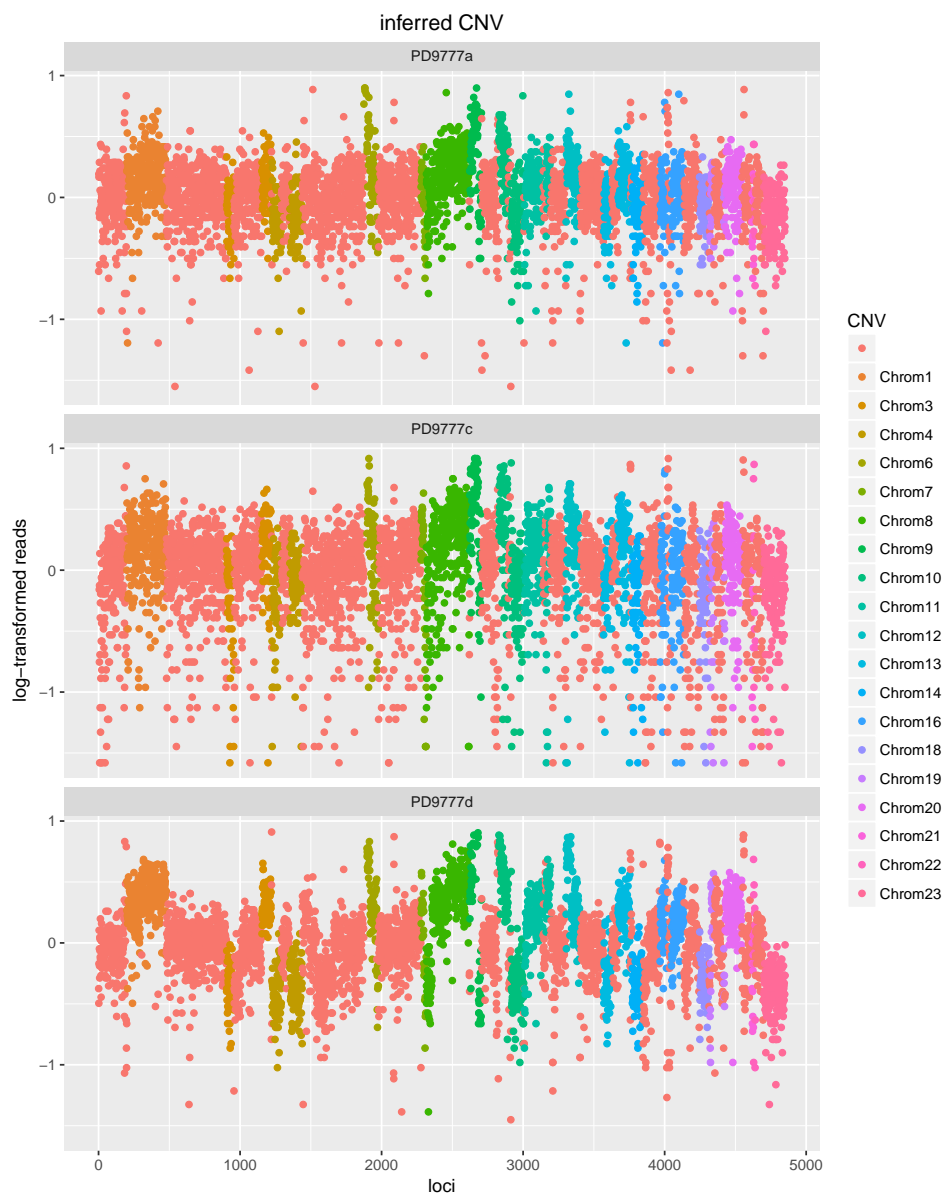 inferred CNV
PD9777a
1
0
−1
PD9777c
1
0
−1
PD9777d
1
0
−1
0 1000 2000 3000 4000 5000
loci
log−transformed reads
CNV
Chrom1
Chrom3
Chrom4
Chrom6
Chrom7
Chrom8
Chrom9
Chrom10
Chrom11
Chrom12
Chrom13
Chrom14
Chrom16
Chrom18
Chrom19
Chrom20
Chrom21
Chrom22
Chrom23